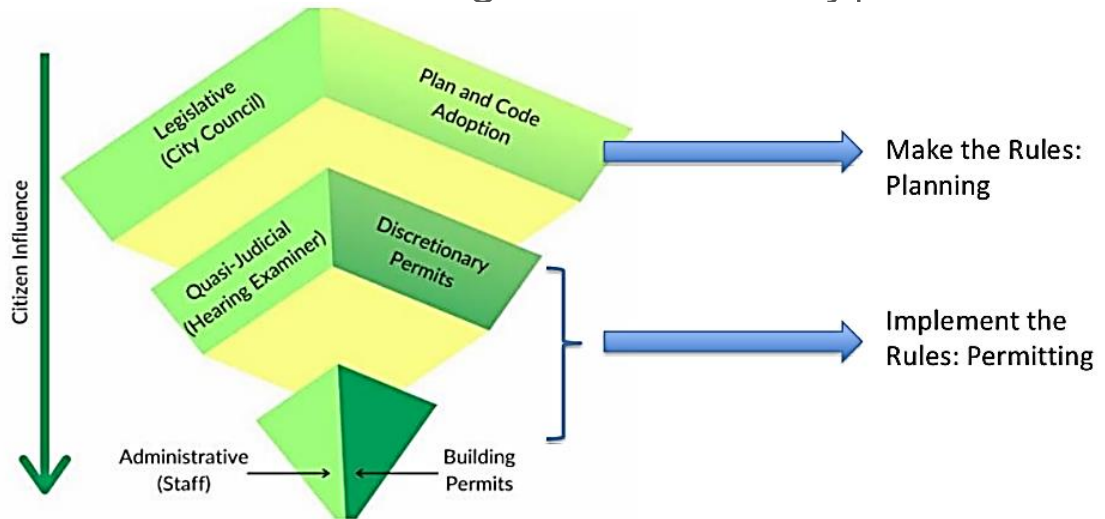 Citizen Influence
Legislative
(City Council)
Plan and Code
Adoption
Make the Rules:
Planning
Quasi-Judicial
(Hearing Examiner)
Discretionary
Permits
Implement the
Rules: Permitting
Administrative
(Staff)
Building
Permits